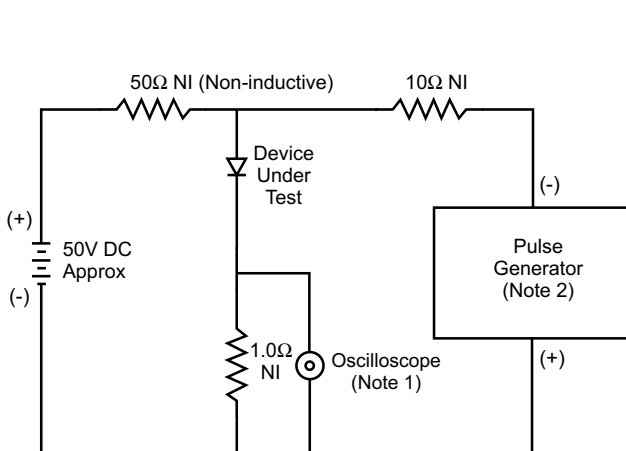 50Ω NI (Non-inductive)
10Ω NI
Device
Under
Test
(-)
(+)
50V DC
Approx
(-)
Pulse
Generator
(Note 2)
1.0Ω
NI
Oscilloscope
(Note 1)
(+)